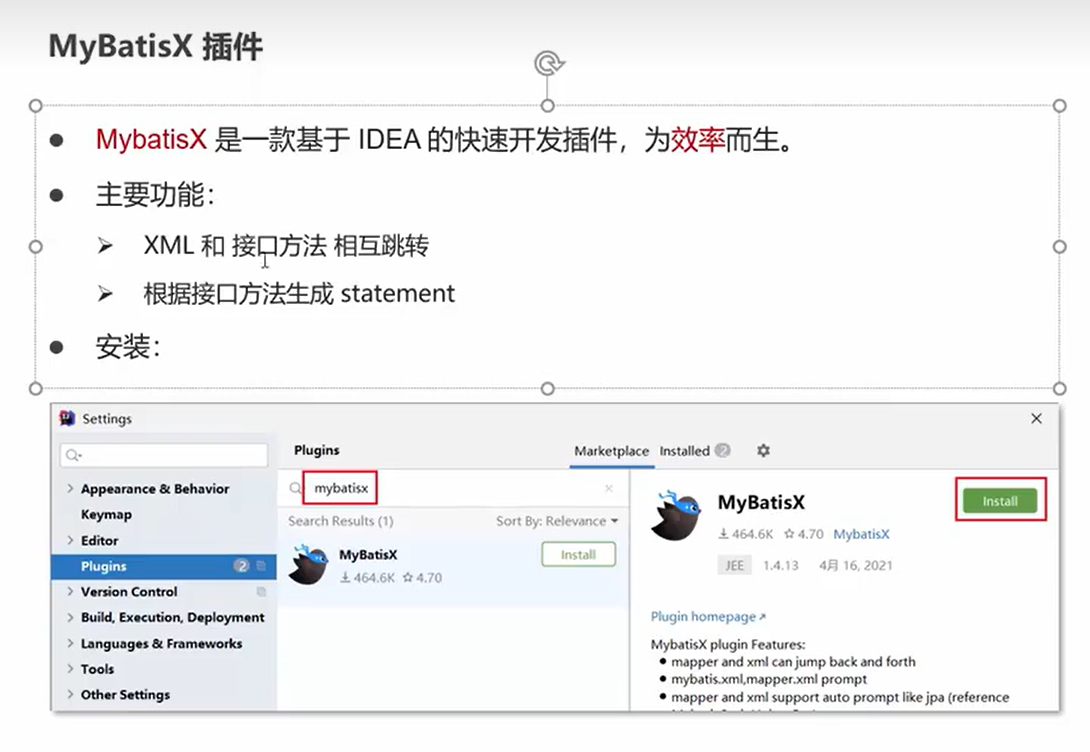 MyBatisX 插件
MybatisX 是一款基于 IDEA 的快速开发插件，为效率而生。
主要功能：
XML 和 接口方法 相互跳转
根据接口方法生成 statement
安装：
Settings
Appearance & Behavior
Keymap
Editor
Plugins 2
Version Control
Build, Execution, Deployment
Languages & Frameworks
Tools
Other Settings
Plugins Marketplace Installed 2
mybatisx
Search Results (1) Sort By: Relevance
MyBatisX
464.6K 4.70
Install
MyBatisX
Install
464.6K 4.70 MybatisX
JEE 1.4.13 4月 16, 2021
Plugin homepage
MybatisX plugin Features:
mapper and xml can jump back and forth
mybatis.xml,mapper.xml prompt
mapper and xml support auto prompt like jpa (reference